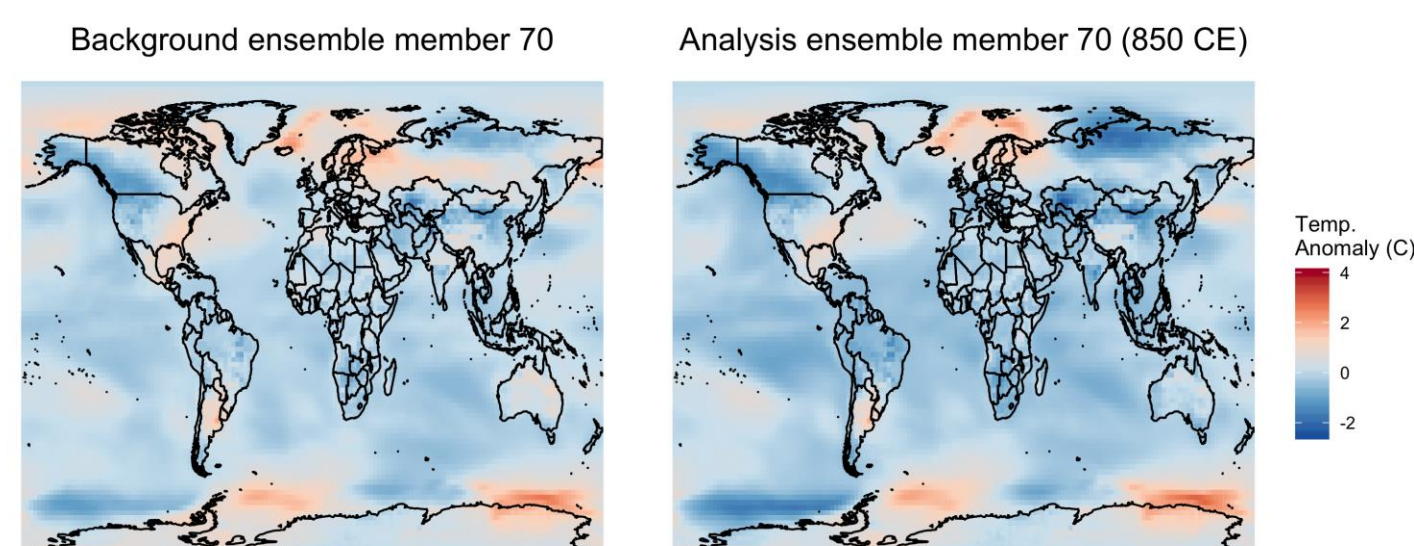 Background ensemble member 70
Analysis ensemble member 70 (850 CE)
Temp.
Anomaly (C)
4
2
0
-2